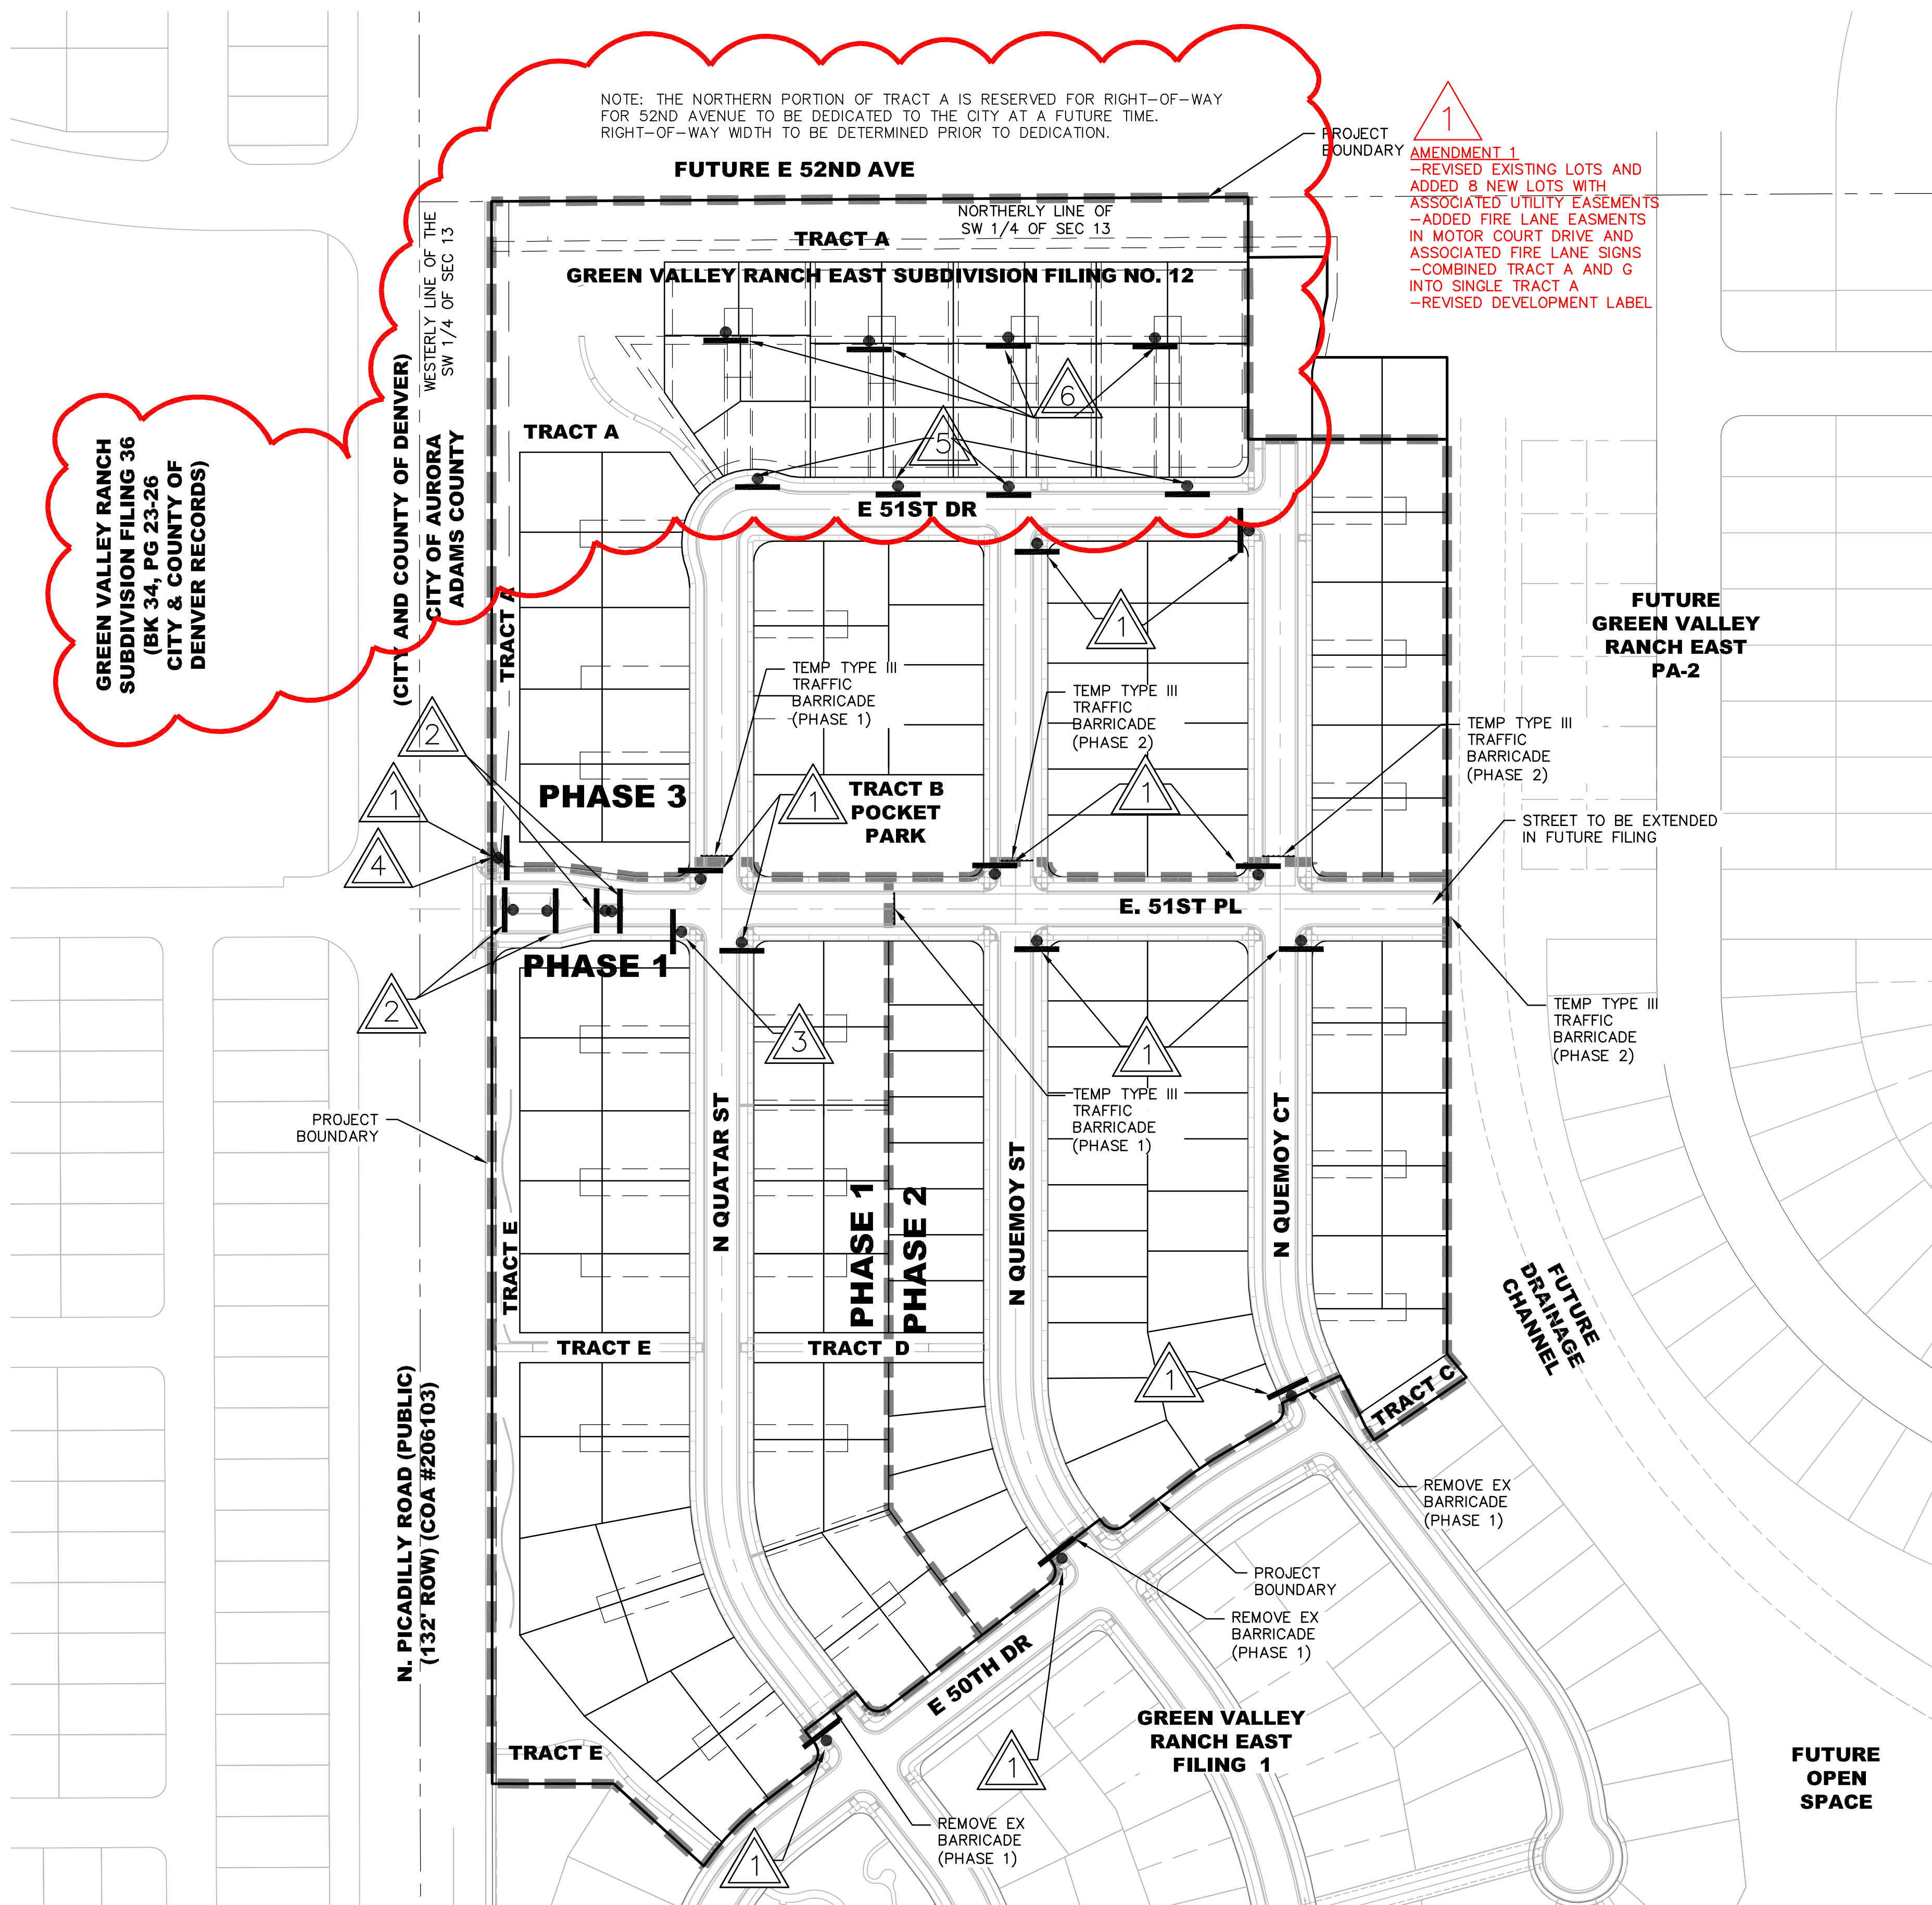 NOTE: THE NORTHERN PORTION OF TRACT A IS RESERVED FOR RIGHT-OF-WAY
FOR 52ND AVENUE TO BE DEDICATED TO THE CITY AT A FUTURE TIME.
RIGHT-OF-WAY WIDTH TO BE DETERMINED PRIOR TO DEDICATION.
FUTURE E 52ND AVE
PROJECT
BOUNDARY
1
AMENDMENT 1
-REVISED EXISTING LOTS AND
ADDED 8 NEW LOTS WITH
ASSOCIATED UTILITY EASEMENTS
-ADDED FIRE LANE EASMENTS
IN MOTOR COURT DRIVE AND
ASSOCIATED FIRE LANE SIGNS
-COMBINED TRACT A AND G
INTO SINGLE TRACT A
-REVISED DEVELOPMENT LABEL
NORTHERLY LINE OF
SW 1/4 OF SEC 13
TRACT A
GREEN VALLEY RANCH EAST SUBDIVISION FILING NO. 12
WESTERLY LINE OF THE
SW 1/4 OF SEC 13
(CITY AND COUNTY OF DENVER)
CITY OF AURORA
ADAMS COUNTY
GREEN VALLEY RANCH
SUBDIVISION FILING 36
(BK 34, PG 23-26
CITY & COUNTY OF
DENVER RECORDS)
6
TRACT A
5
E 51ST DR
TRACT A
1
FUTURE
GREEN VALLEY
RANCH EAST
PA-2
TEMP TYPE III
TRAFFIC
BARRICADE
(PHASE 1)
TEMP TYPE III
TRAFFIC
BARRICADE
(PHASE 2)
TEMP TYPE III
TRAFFIC
BARRICADE
(PHASE 2)
2
1
4
PHASE 3
1
TRACT B
POCKET
PARK
1
STREET TO BE EXTENDED
IN FUTURE FILING
E. 51ST PL
PHASE 1
2
3
1
TEMP TYPE III
TRAFFIC
BARRICADE
(PHASE 2)
TEMP TYPE III
TRAFFIC
BARRICADE
(PHASE 1)
PROJECT
BOUNDARY
N QUATAR ST
PHASE 1
PHASE 2
N QUEMOY ST
N QUEMOY CT
TRACT E
TRACT E
TRACT D
FUTURE
DRAINAGE
CHANNEL
1
TRACT C
N. PICADILLY ROAD (PUBLIC)
(132' ROW) (COA #206103)
REMOVE EX
BARRICADE
(PHASE 1)
PROJECT
BOUNDARY
REMOVE EX
BARRICADE
(PHASE 1)
E 50TH DR
GREEN VALLEY
RANCH EAST
FILING 1
TRACT E
1
FUTURE
OPEN
SPACE
REMOVE EX
BARRICADE
(PHASE 1)
1